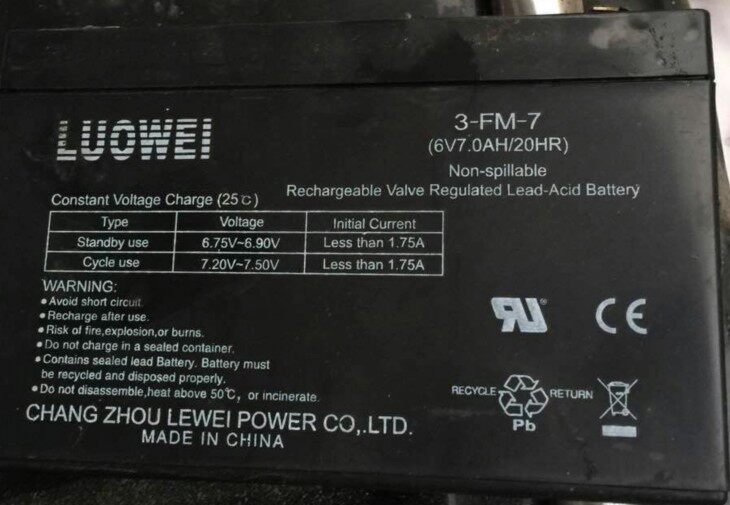 LUOWEI
3-FM-7
(6V7.0AH/20HR)
Non-spillable
Rechargeable Valve Regulated Lead-Acid Battery
Constant Voltage Charge (25℃)
Type Voltage Initial Current
Standby use 6.75V~6.90V Less than 1.75A
Cycle use 7.20V~7.50V Less than 1.75A
WARNING:
• Avoid short circuit.
• Recharge after use.
• Risk of fire,explosion,or burns.
• Do not charge in a sealed container.
• Contains sealed lead Battery. Battery must
be recycled and disposed properly.
• Do not disassemble,heat above 50℃, or incinerate.
CHANG ZHOU LEWEI POWER CO,.LTD.
MADE IN CHINA
RU®
CE
RECYCLE RETURN
Pb